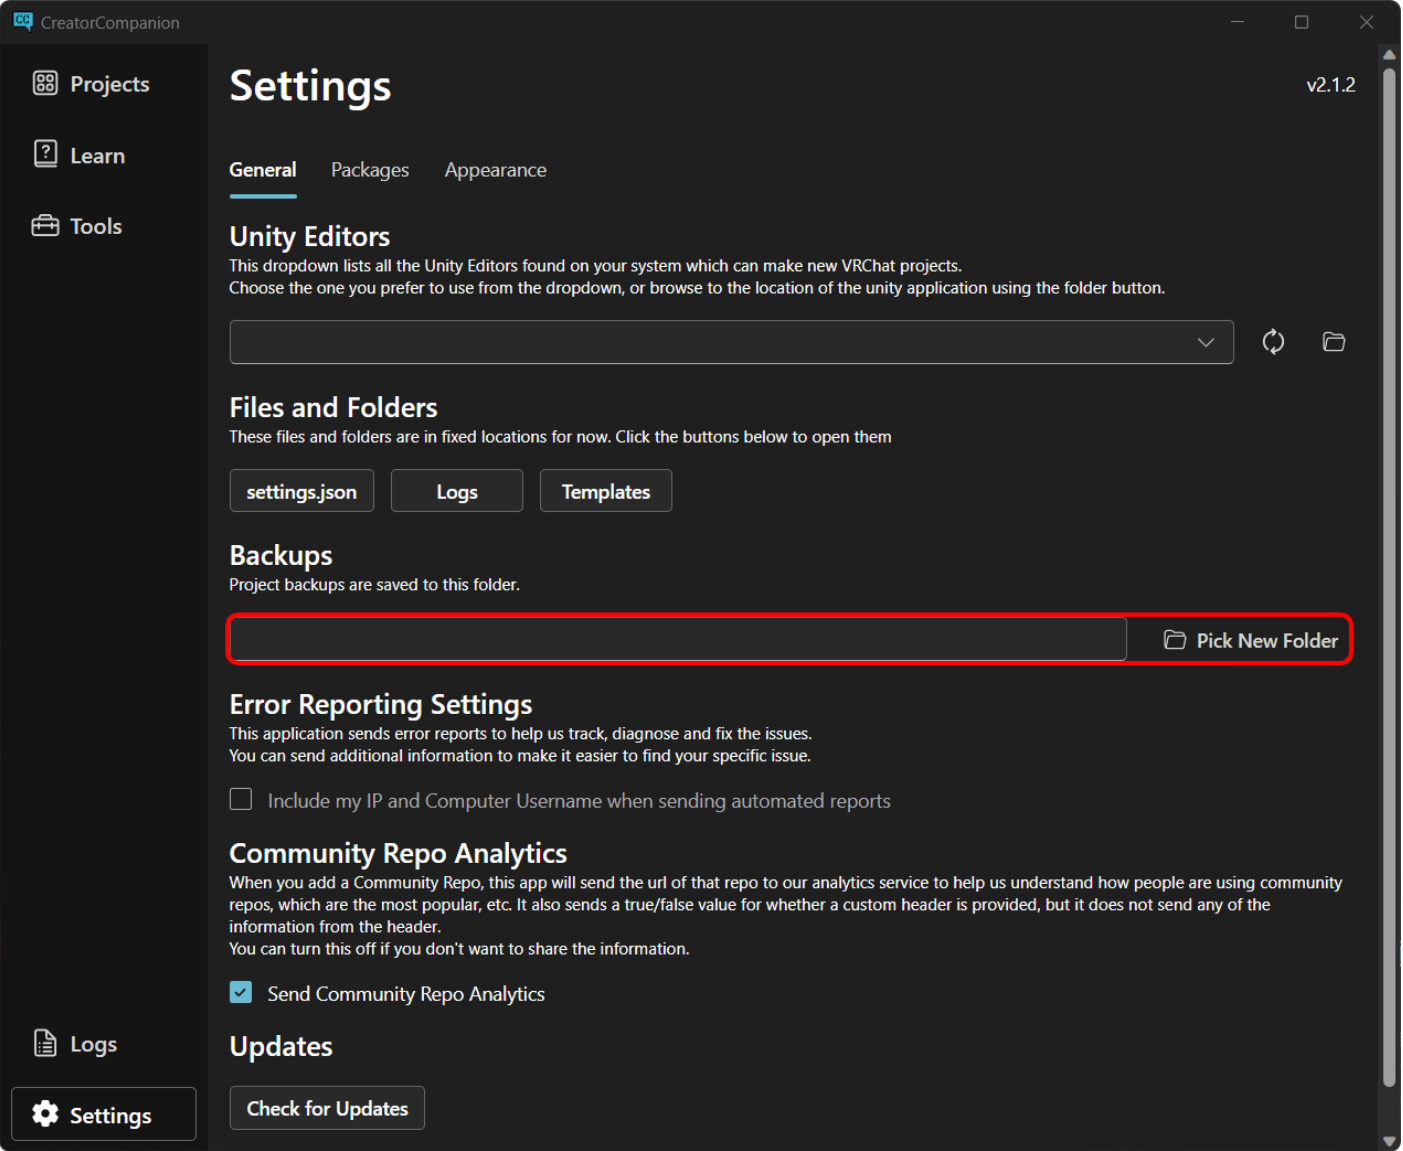 CC CreatorCompanion
Projects
Learn
Tools
Logs
Settings
Settings
v2.1.2
General Packages Appearance
Unity Editors
This dropdown lists all the Unity Editors found on your system which can make new VRChat projects.
Choose the one you prefer to use from the dropdown, or browse to the location of the unity application using the folder button.
Files and Folders
These files and folders are in fixed locations for now. Click the buttons below to open them
settings.json Logs Templates
Backups
Project backups are saved to this folder.
Pick New Folder
Error Reporting Settings
This application sends error reports to help us track, diagnose and fix the issues.
You can send additional information to make it easier to find your specific issue.
Include my IP and Computer Username when sending automated reports
Community Repo Analytics
When you add a Community Repo, this app will send the url of that repo to our analytics service to help us understand how people are using community
repos, which are the most popular, etc. It also sends a true/false value for whether a custom header is provided, but it does not send any of the
information from the header.
You can turn this off if you don't want to share the information.
Send Community Repo Analytics
Updates
Check for Updates